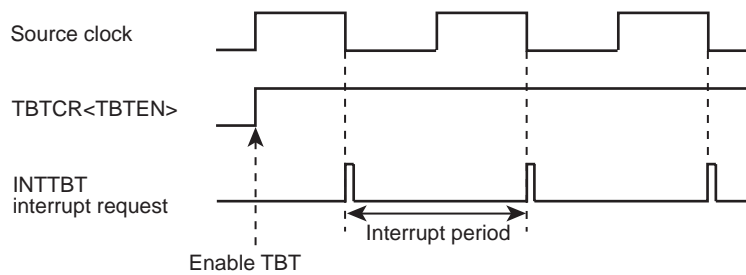 Source clock
TBTCR<TBTEN>
INTTBT
interrupt request
Interrupt period
Enable TBT